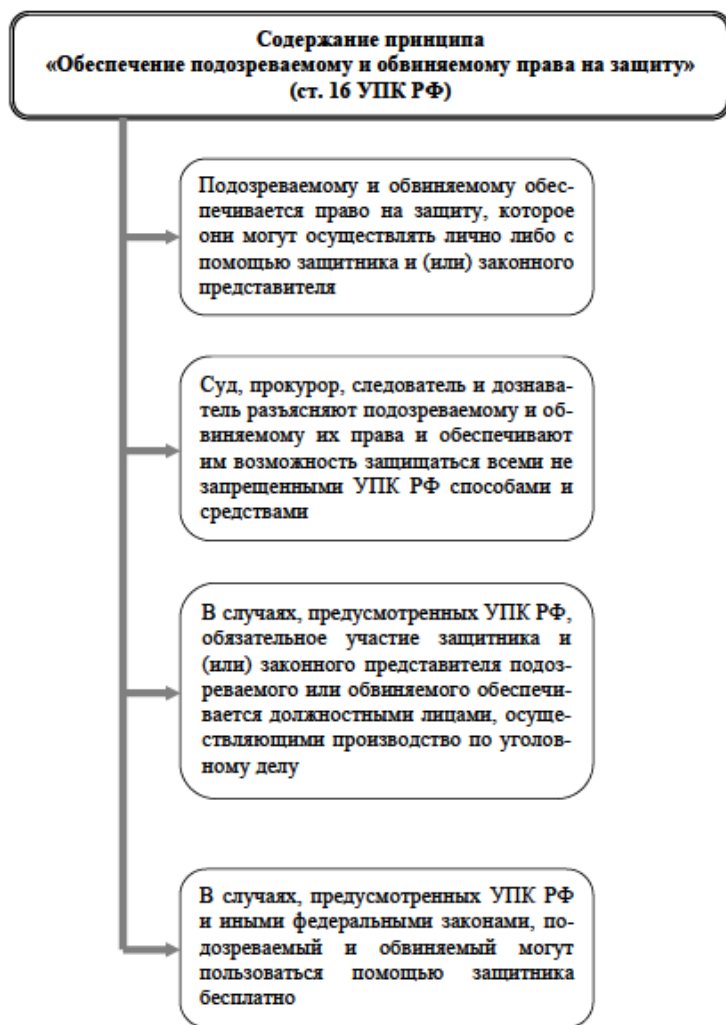 Содержание принципа
«Обеспечение подозреваемому и обвиняемому права на защиту»
(ст. 16 УПК РФ)
Подозреваемому и обвиняемому обес-
печивается право на защиту, которое
они могут осуществлять лично либо с
помощью защитника и (или) законного
представителя
Суд, прокурор, следователь и дознава-
тель разъясняют подозреваемому и об-
виняемому их права и обеспечивают
им возможность защищаться всеми не
запрещенными УПК РФ способами и
средствами
В случаях, предусмотренных УПК РФ,
обязательное участие защитника и
(или) законного представителя подоз-
реваемого или обвиняемого обеспечи-
вается должностными лицами, осуще-
ствляющими производство по уголов-
ному делу
В случаях, предусмотренных УПК РФ
и иными федеральными законами, по-
дозреваемый и обвиняемый могут
пользоваться помощью защитника
бесплатно